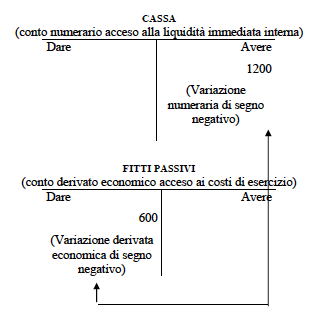 CASSA
(conto numerario acceso alla liquidità immediata interna)
Dare Avere
1200
(Variazione
numeraria di segno
negativo)
FITTI PASSIVI
(conto derivato economico acceso ai costi di esercizio)
Dare Avere
600
(Variazione derivata
economica di segno
negativo)